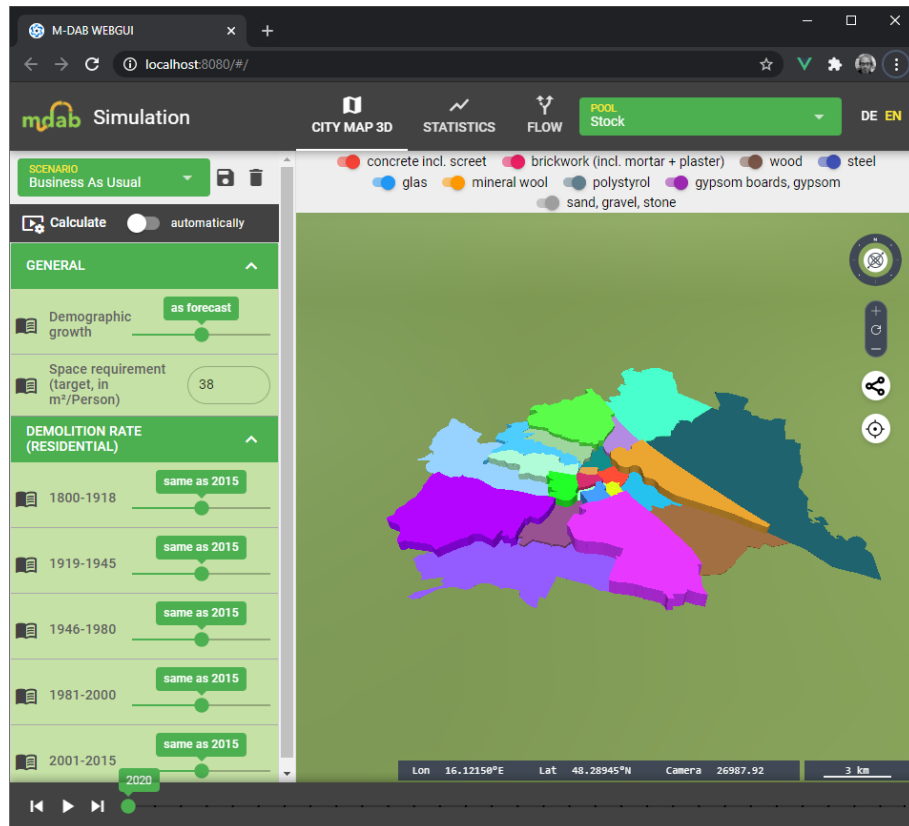 M-DAB WEBGUI
localhost:8080/#/
mdab Simulation
CITY MAP 3D
STATISTICS
FLOW
POOL
Stock
DE EN
SCENARIO
Business As Usual
Calculate
automatically
GENERAL
Demographic
growth
as forecast
Space requirement
(target, in
m²/Person)
38
DEMOLITION RATE
(RESIDENTIAL)
1800-1918
same as 2015
1919-1945
same as 2015
1946-1980
same as 2015
1981-2000
same as 2015
2001-2015
same as 2015
concrete incl. screet brickwork (incl. mortar + plaster) wood steel
glas mineral wool polystyrol gypsom boards, gypsom
sand, gravel, stone
N
Lon 16.12150°E Lat 48.28945°N Camera 26987.92 3 km
2020